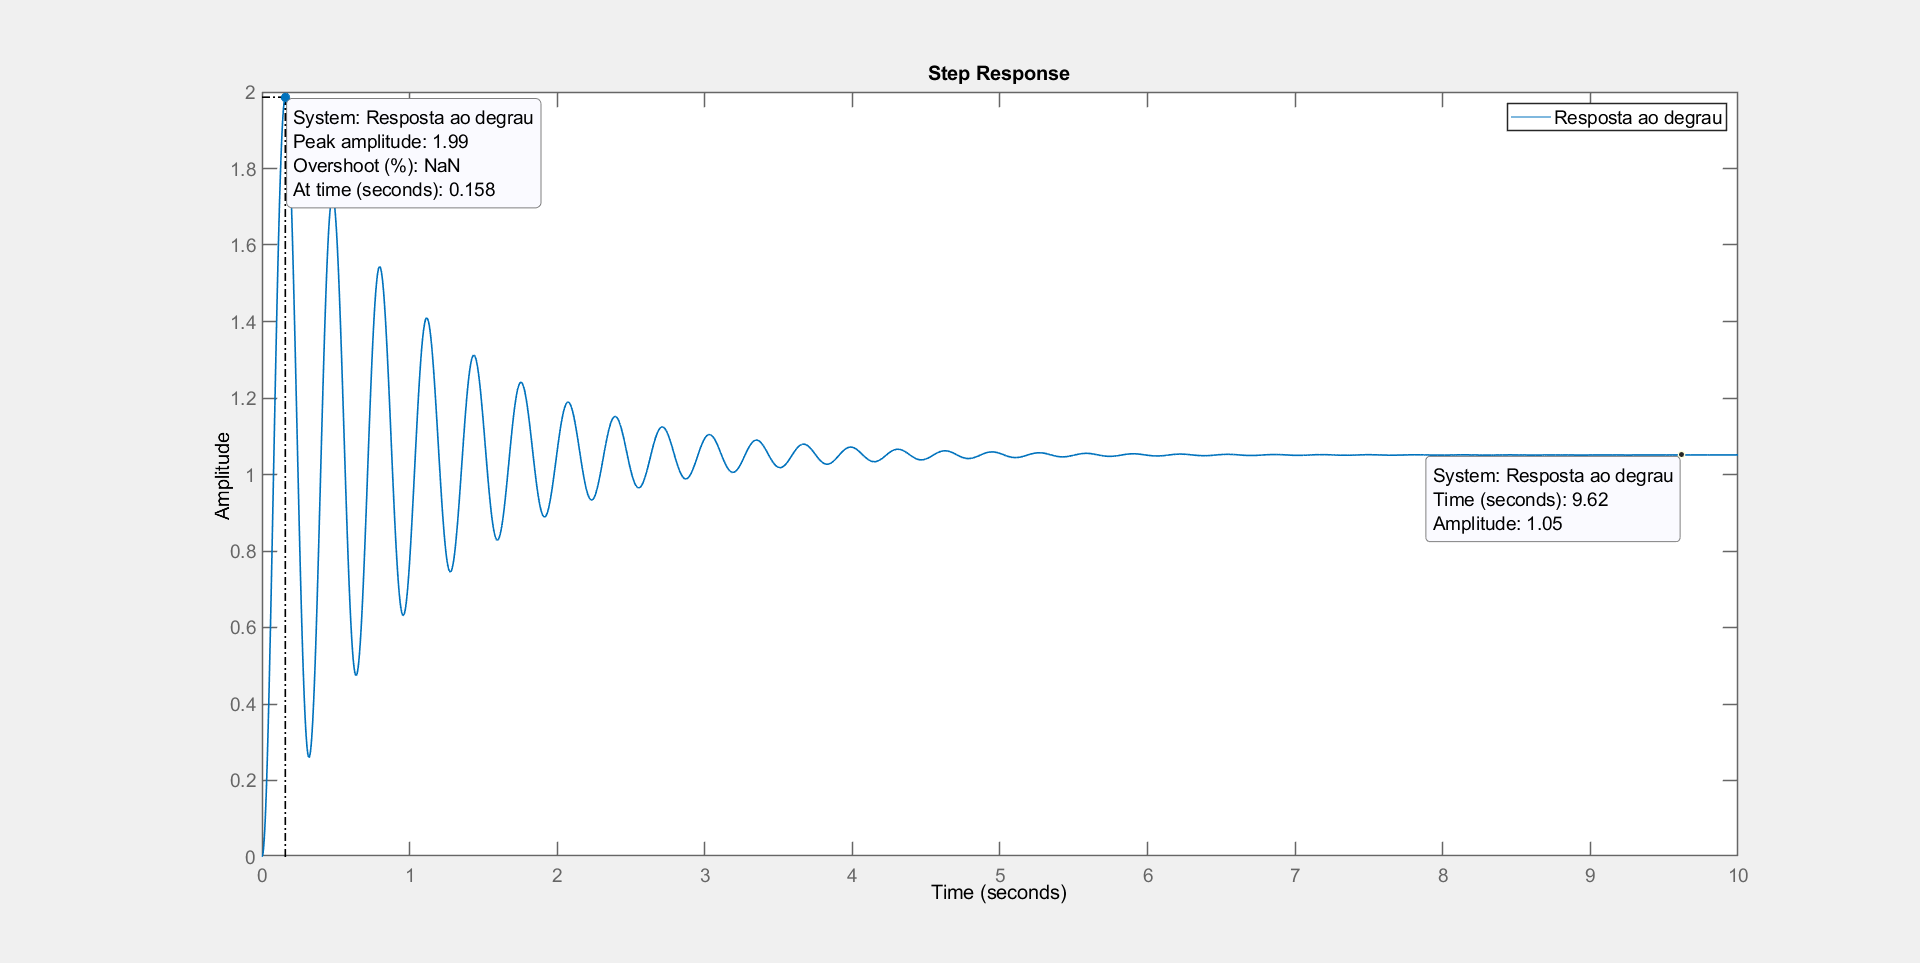 Step Response
Resposta ao degrau
System: Resposta ao degrau
Peak amplitude: 1.99
Overshoot (%): NaN
At time (seconds): 0.158
System: Resposta ao degrau
Time (seconds): 9.62
Amplitude: 1.05
Amplitude
2
1.8
1.6
1.4
1.2
1
0.8
0.6
0.4
0.2
0
0 1 2 3 4 5 6 7 8 9 10
Time (seconds)